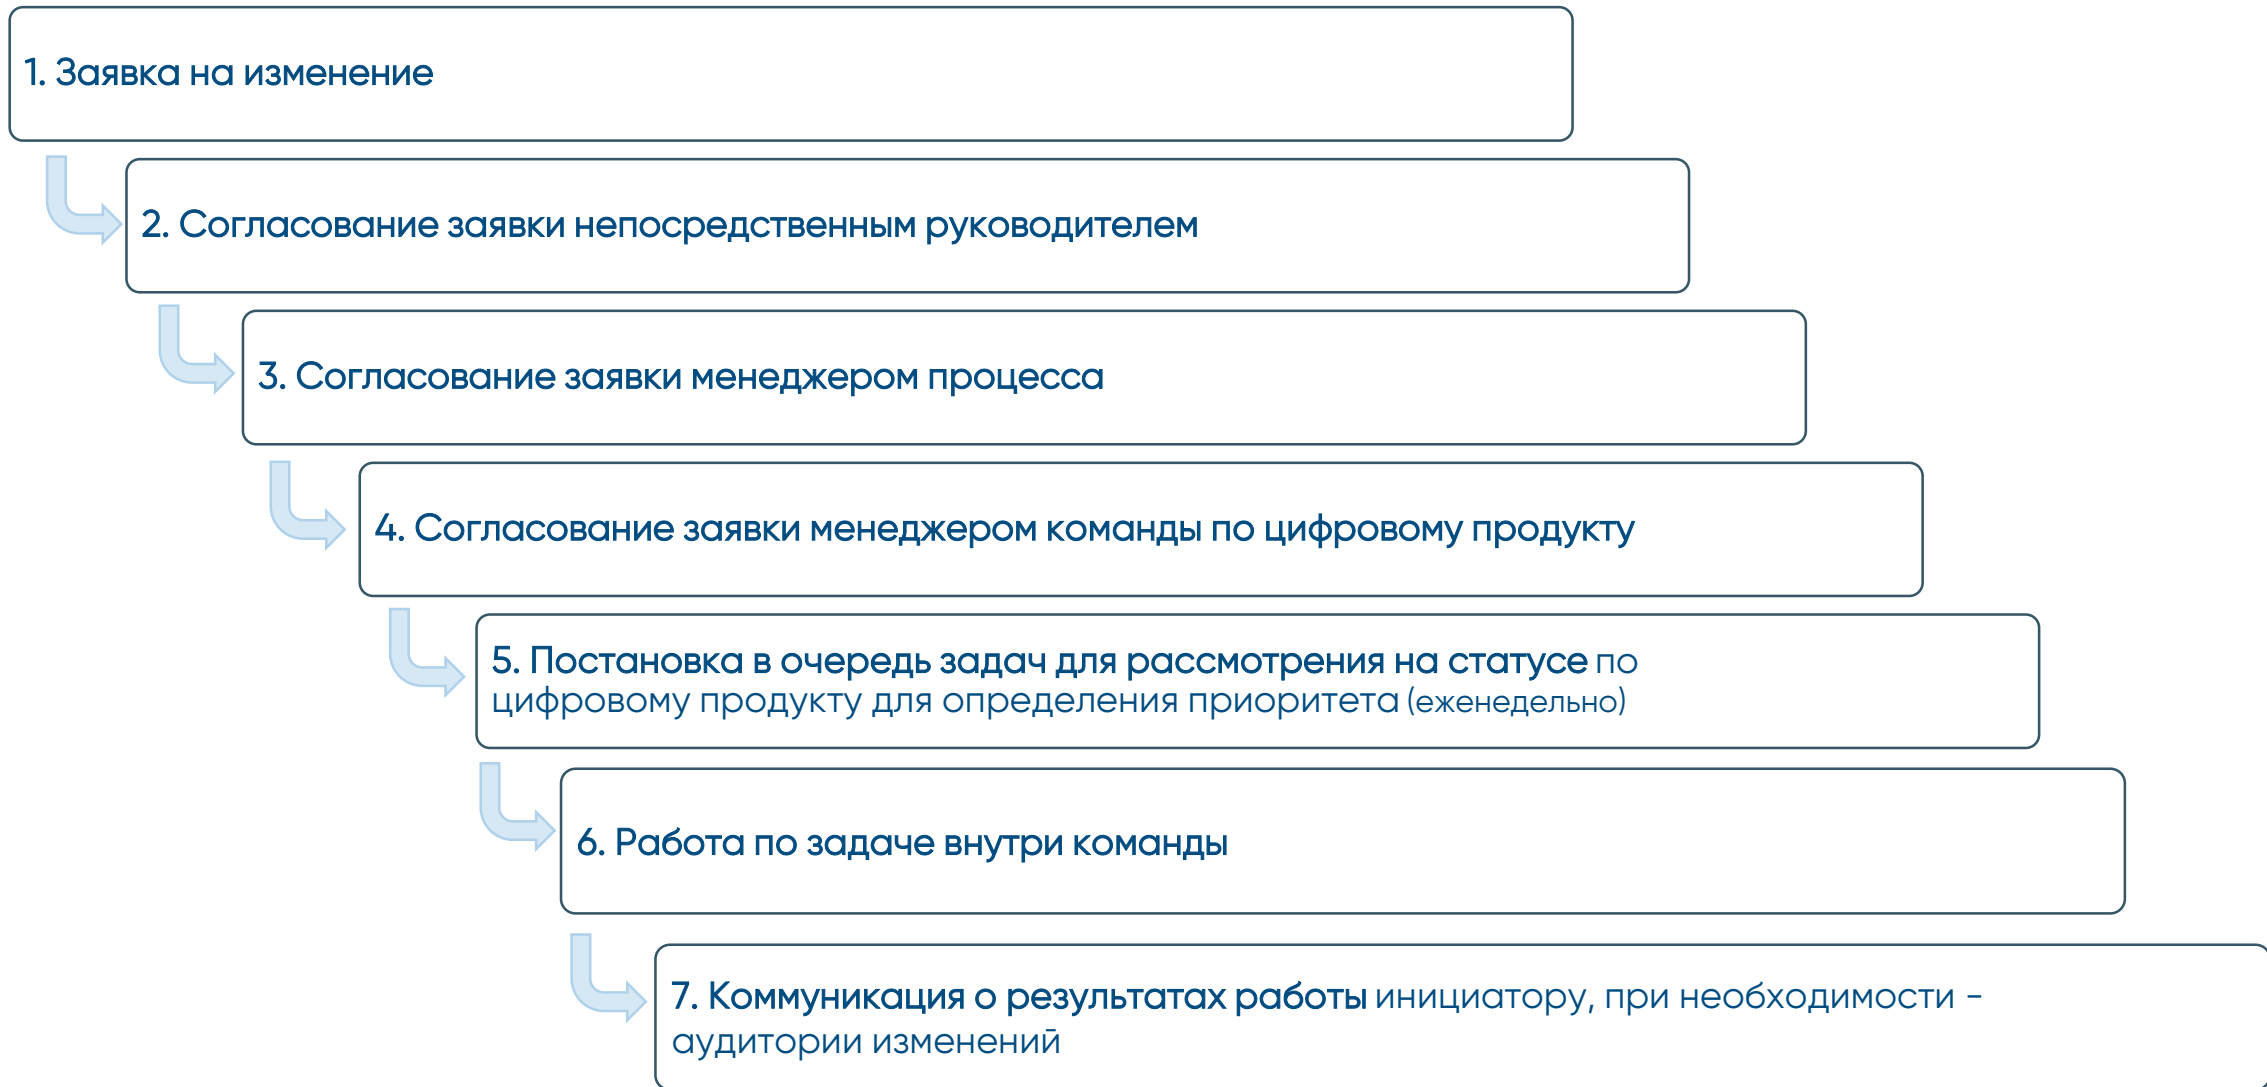 1. Заявка на изменение
2. Согласование заявки непосредственным руководителем
3. Согласование заявки менеджером процесса
4. Согласование заявки менеджером команды по цифровому продукту
5. Постановка в очередь задач для рассмотрения на статусе по
цифровому продукту для определения приоритета (еженедельно)
6. Работа по задаче внутри команды
7. Коммуникация о результатах работы инициатору, при необходимости -
аудитории изменений